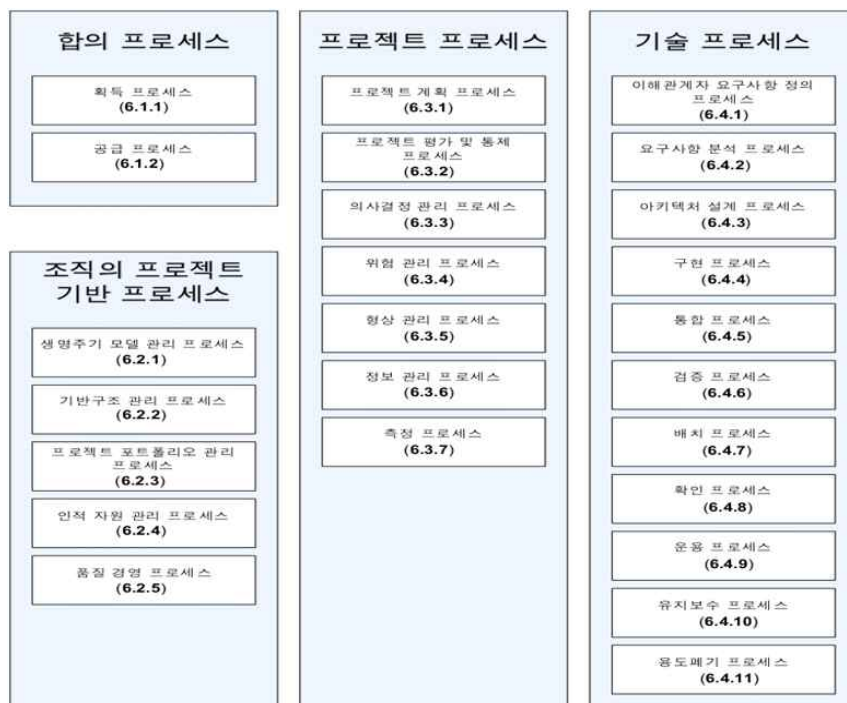 합의 프로세스
획득 프로세스
(6.1.1)
공급 프로세스
(6.1.2)
조직의 프로젝트
기반 프로세스
생명주기 모델 관리 프로세스
(6.2.1)
기반구조 관리 프로세스
(6.2.2)
프로젝트 포트폴리오 관리
프로세스
(6.2.3)
인적 자원 관리 프로세스
(6.2.4)
품질 경영 프로세스
(6.2.5)
프로젝트 프로세스
프로젝트 계획 프로세스
(6.3.1)
프로젝트 평가 및 통제
프로세스
(6.3.2)
의사결정 관리 프로세스
(6.3.3)
위험 관리 프로세스
(6.3.4)
형상 관리 프로세스
(6.3.5)
정보 관리 프로세스
(6.3.6)
측정 프로세스
(6.3.7)
기술 프로세스
이해관계자 요구사항 정의
프로세스
(6.4.1)
요구사항 분석 프로세스
(6.4.2)
아키텍처 설계 프로세스
(6.4.3)
구현 프로세스
(6.4.4)
통합 프로세스
(6.4.5)
검증 프로세스
(6.4.6)
배치 프로세스
(6.4.7)
확인 프로세스
(6.4.8)
운용 프로세스
(6.4.9)
유지보수 프로세스
(6.4.10)
용도폐기 프로세스
(6.4.11)